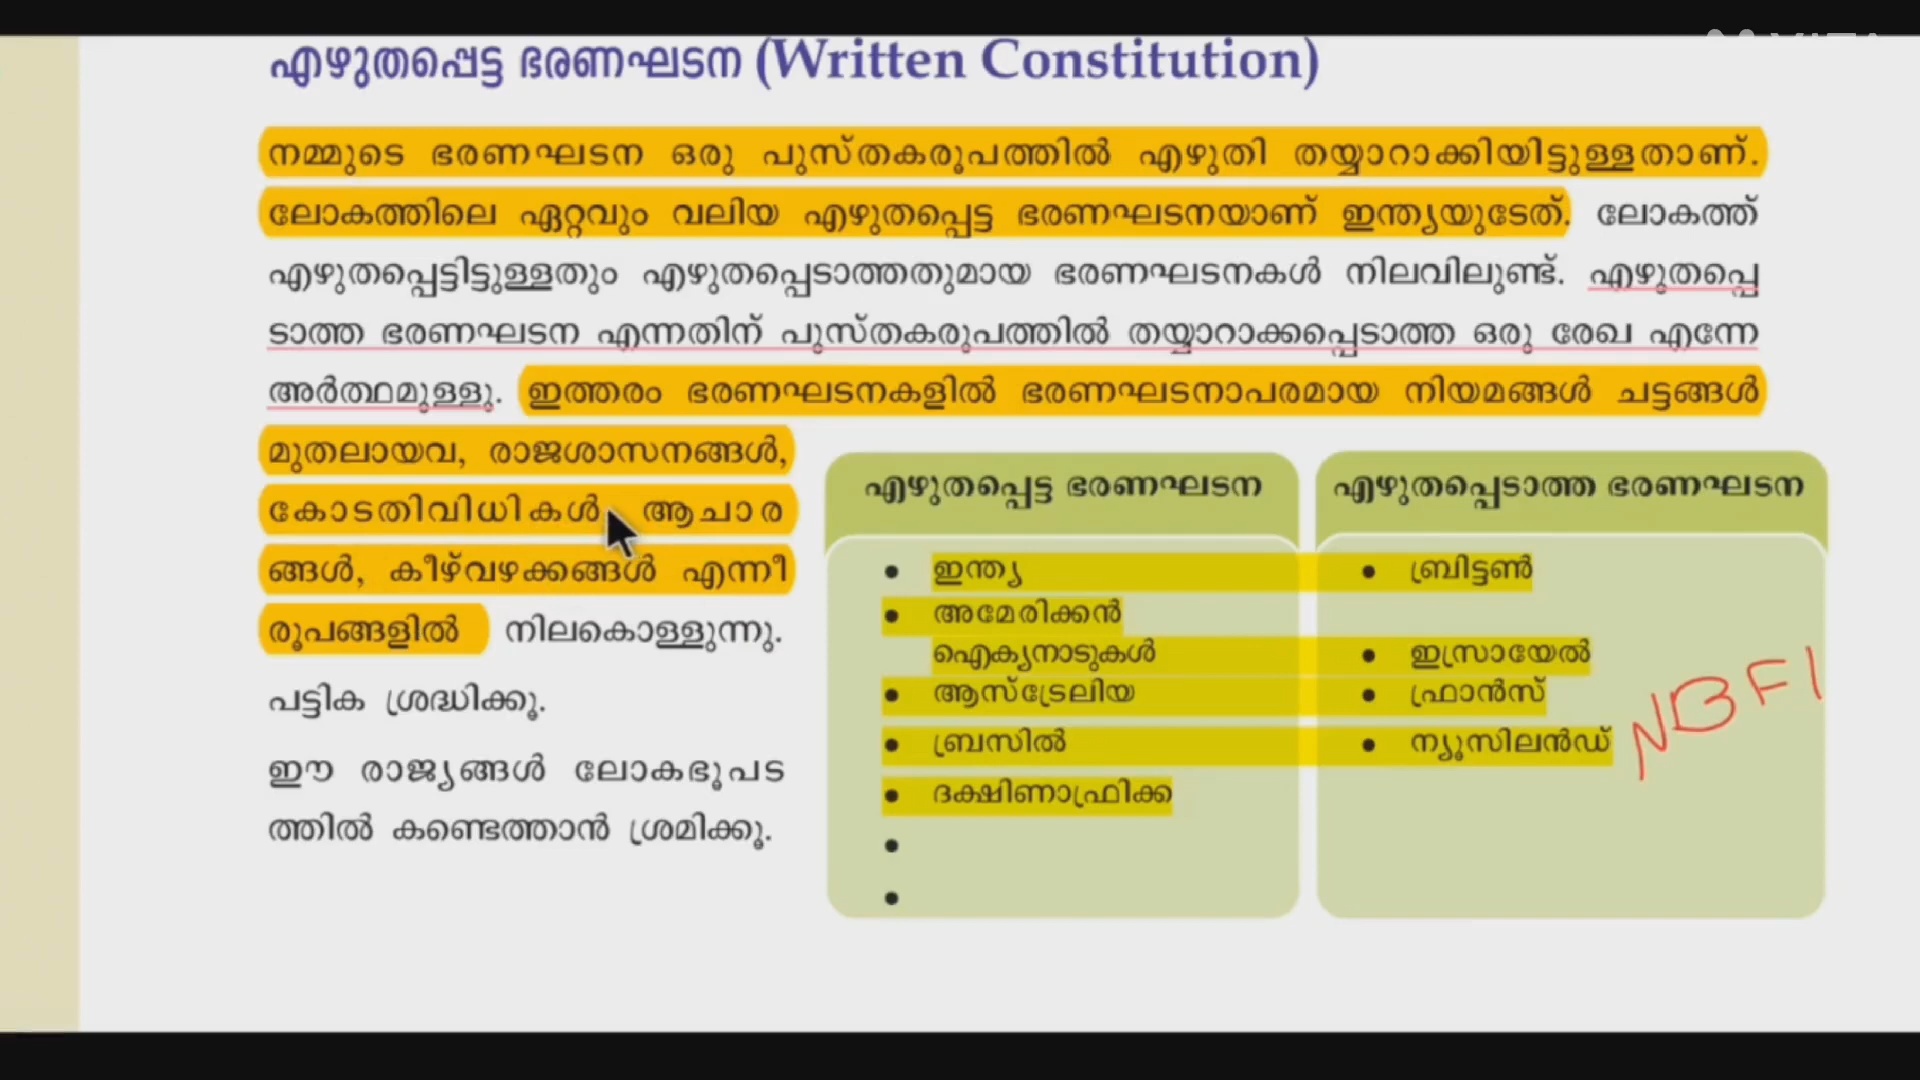 എഴുതപ്പെട്ട ഭരണഘടന (Written Constitution)
നമ്മുടെ ഭരണഘടന ഒരു പുസ്തകരൂപത്തിൽ എഴുതി തയ്യാറാക്കിയിട്ടുള്ളതാണ്.
ലോകത്തിലെ ഏറ്റവും വലിയ എഴുതപ്പെട്ട ഭരണഘടനയാണ് ഇന്ത്യയുടേത്. ലോകത്ത്
എഴുതപ്പെട്ടിട്ടുള്ളതും എഴുതപ്പെടാത്തതുമായ ഭരണഘടനകൾ നിലവിലുണ്ട്. എഴുതപ്പെ
ടാത്ത ഭരണഘടന എന്നതിന് പുസ്തകരൂപത്തിൽ തയ്യാറാക്കപ്പെടാത്ത ഒരു രേഖ എന്നേ
അർത്ഥമുള്ളു. ഇത്തരം ഭരണഘടനകളിൽ ഭരണഘടനാപരമായ നിയമങ്ങൾ ചട്ടങ്ങൾ
മുതലായവ, രാജശാസനങ്ങൾ,
കോടതിവിധികൾ, ആചാര
ങ്ങൾ, കീഴ്‌വഴക്കങ്ങൾ എന്നീ
രൂപങ്ങളിൽ നിലകൊള്ളുന്നു.
പട്ടിക ശ്രദ്ധിക്കൂ.
ഈ രാജ്യങ്ങൾ ലോകഭൂപട
ത്തിൽ കണ്ടെത്താൻ ശ്രമിക്കൂ.
എഴുതപ്പെട്ട ഭരണഘടന
• ഇന്ത്യ
• അമേരിക്കൻ
ഐക്യനാടുകൾ
• ആസ്ട്രേലിയ
• ബ്രസിൽ
• ദക്ഷിണാഫ്രിക്ക
•
•
എഴുതപ്പെടാത്ത ഭരണഘടന
• ബ്രിട്ടൺ
• ഇസ്രായേൽ
• ഫ്രാൻസ്
• ന്യൂസിലൻഡ്
NBFI